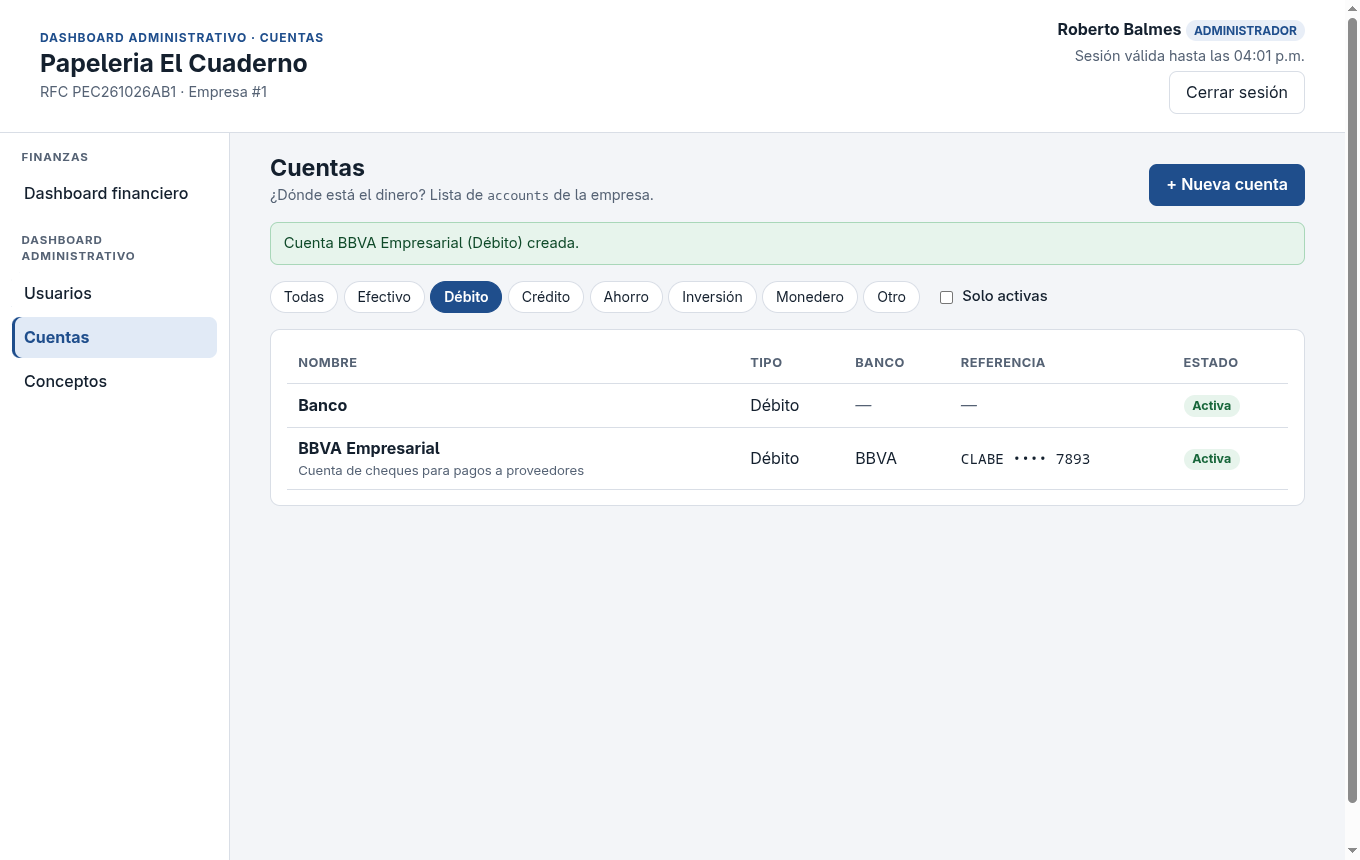 DASHBOARD ADMINISTRATIVO · CUENTAS
Papeleria El Cuaderno
RFC PEC261026AB1 · Empresa #1
Roberto Balmes ADMINISTRADOR
Sesión válida hasta las 04:01 p.m.
Cerrar sesión
FINANZAS
Dashboard financiero
DASHBOARD
ADMINISTRATIVO
Usuarios
Cuentas
Conceptos
Cuentas
¿Dónde está el dinero? Lista de accounts de la empresa.
+ Nueva cuenta
Cuenta BBVA Empresarial (Débito) creada.
Todas Efectivo Débito Crédito Ahorro Inversión Monedero Otro Solo activas
NOMBRE TIPO BANCO REFERENCIA ESTADO
Banco Débito — — Activa
BBVA Empresarial Débito BBVA CLABE •••• 7893 Activa
Cuenta de cheques para pagos a proveedores